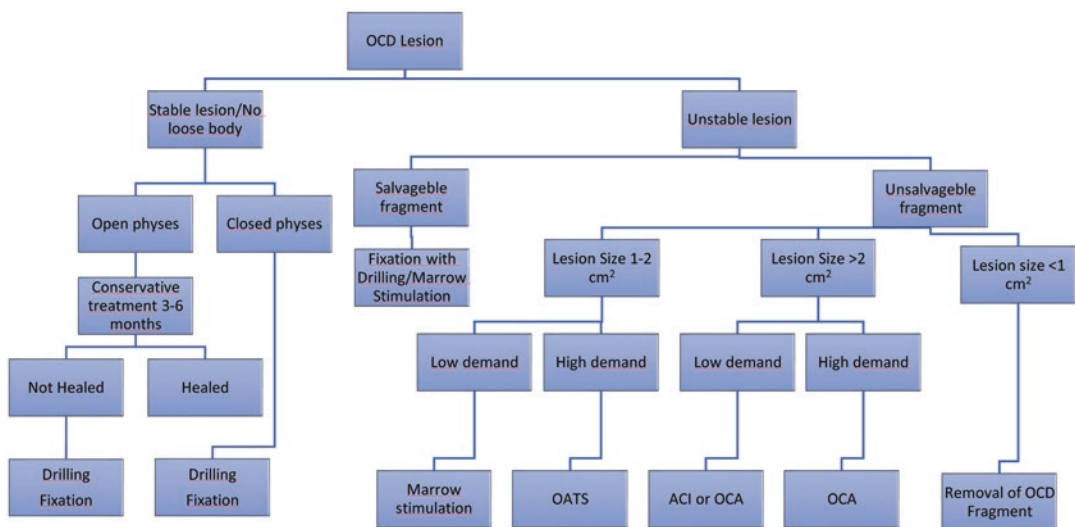 OCD Lesion
Stable lesion/No
loose body
Unstable lesion
Salvageble
fragment
Unsalvageble
fragment
Open physes
Closed physes
Fixation with
Drilling/Marrow
Stimulation
Lesion Size 1-2
cm²
Lesion Size >2
cm²
Lesion size <1
cm²
Conservative
treatment 3-6
months
Not Healed
Healed
Low demand
High demand
Low demand
High demand
Drilling
Fixation
Drilling
Fixation
Marrow
stimulation
OATS
ACI or OCA
OCA
Removal of OCD
Fragment